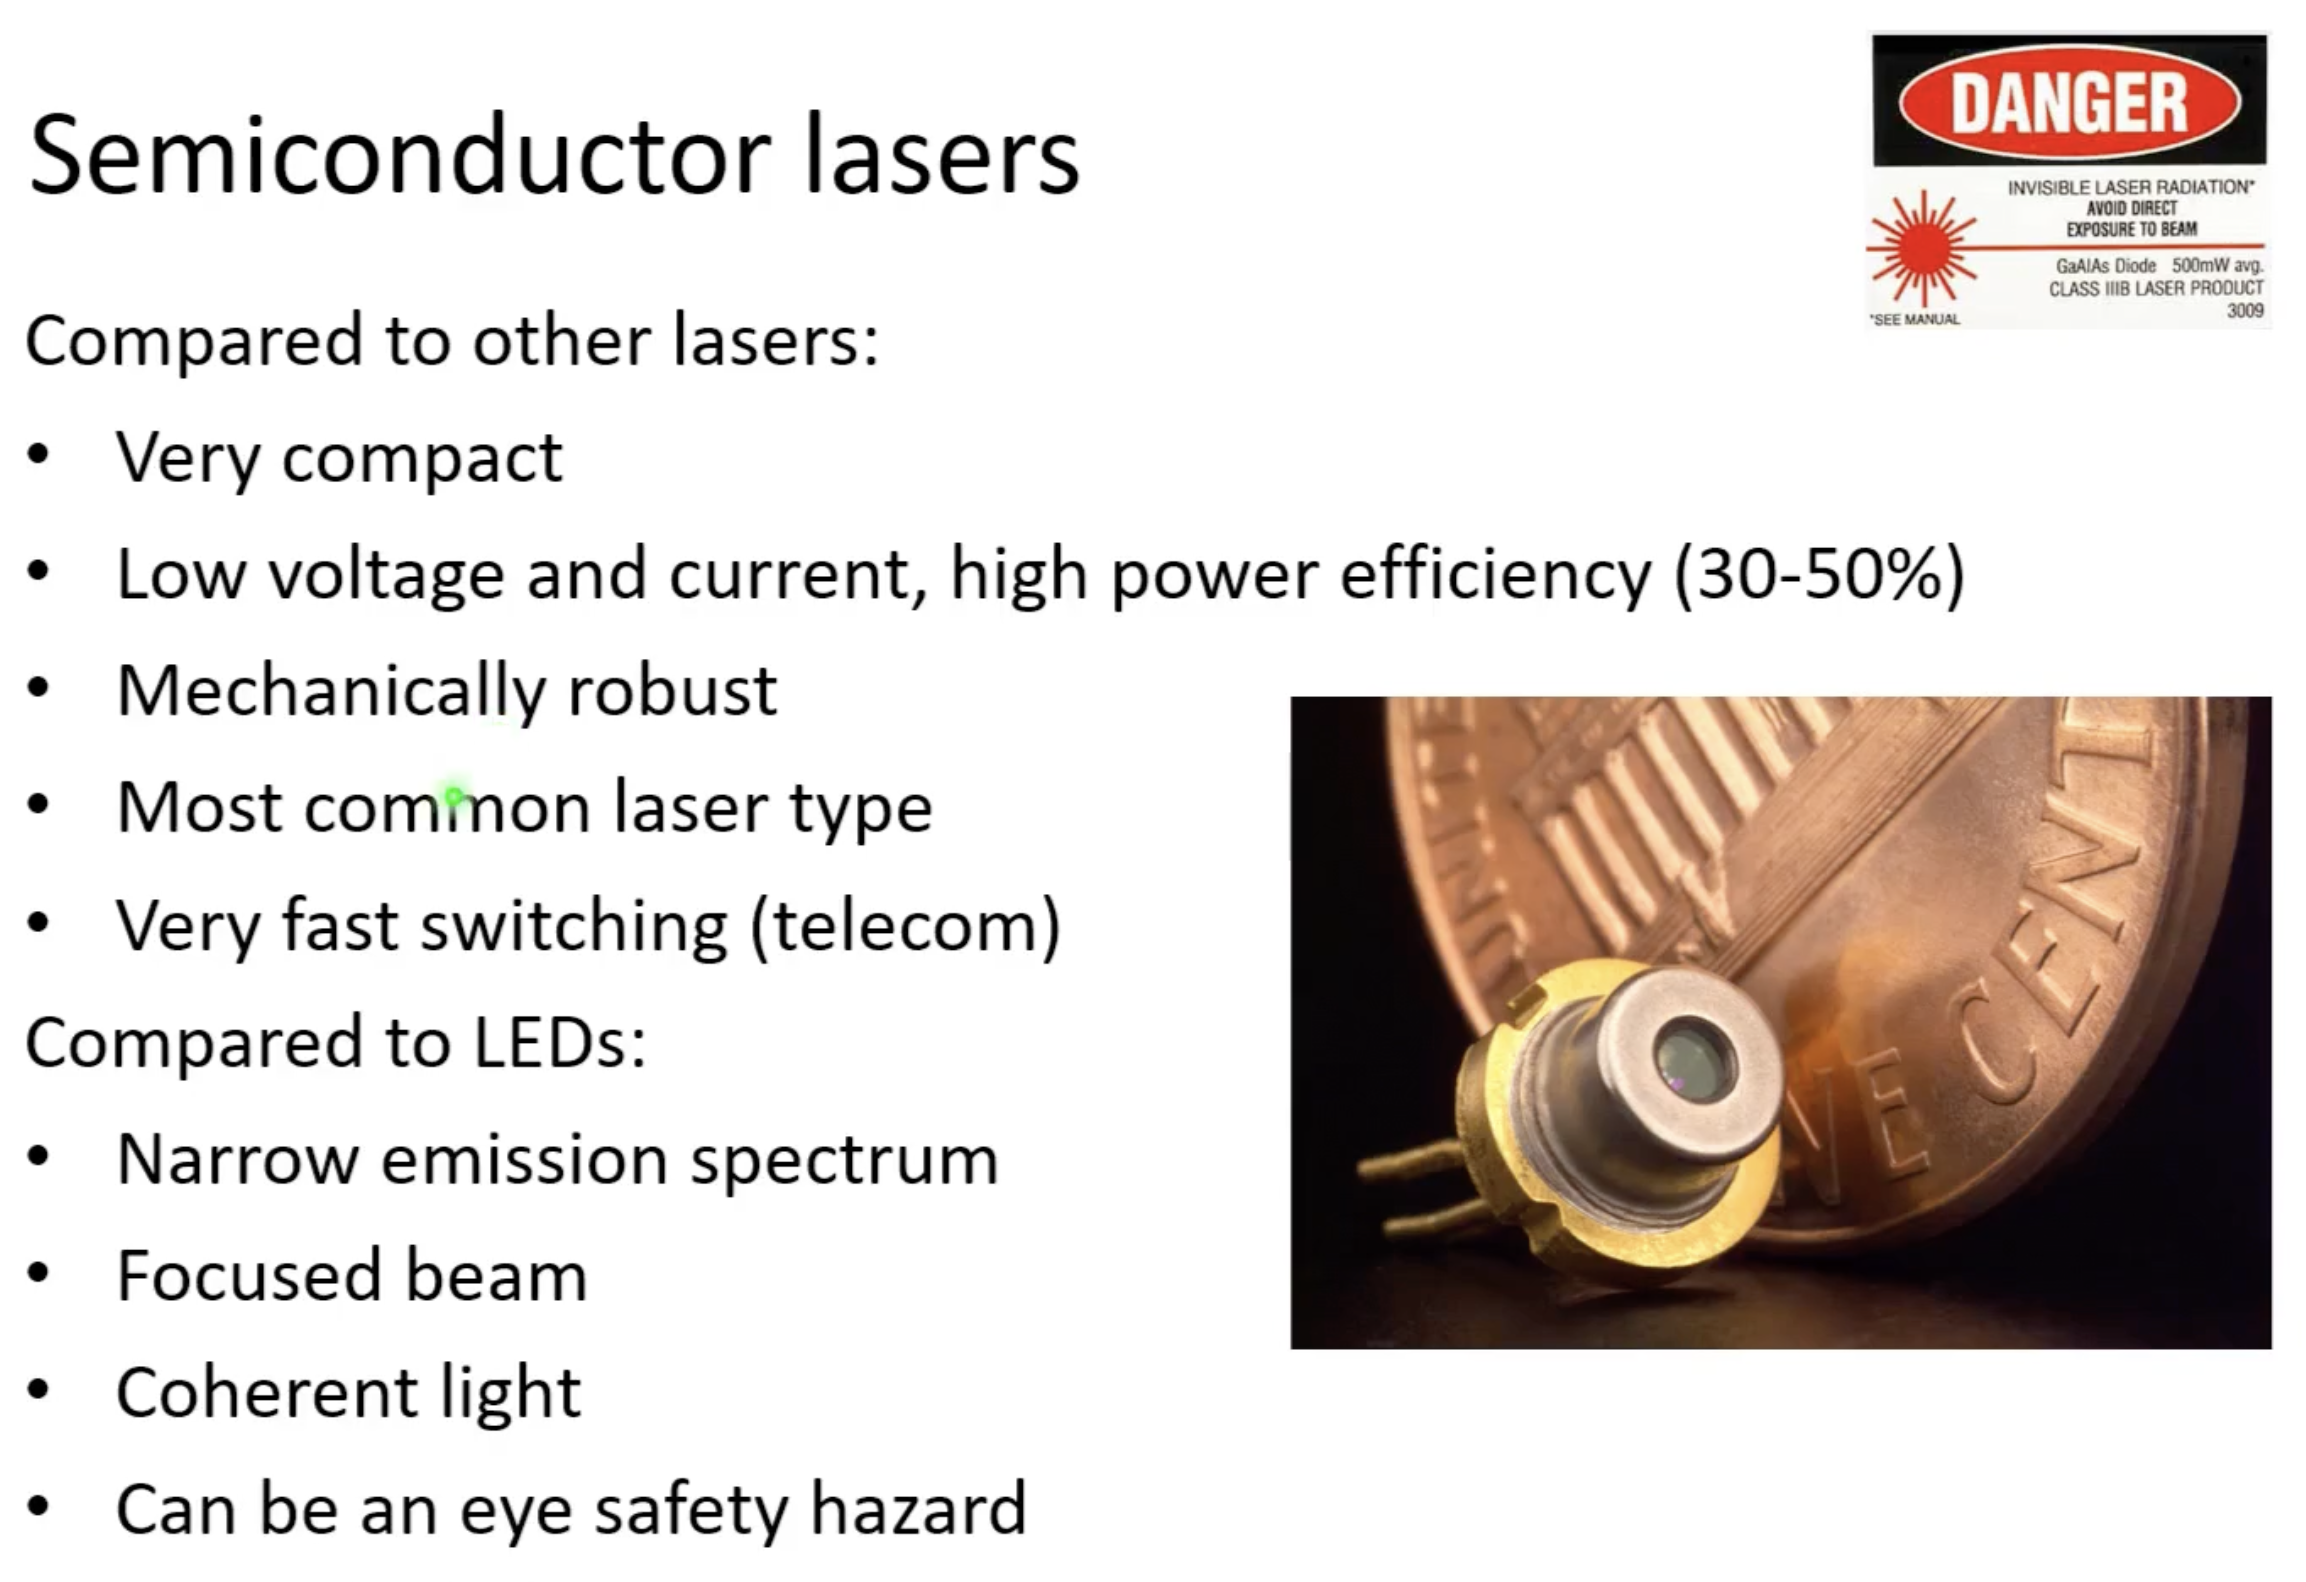 Semiconductor lasers
DANGER
INVISIBLE LASER RADIATION*
AVOID DIRECT
EXPOSURE TO BEAM
GaAlAs Diode 500mW avg.
CLASS IIIB LASER PRODUCT
3009
*SEE MANUAL
Compared to other lasers:
• Very compact
• Low voltage and current, high power efficiency (30-50%)
• Mechanically robust
• Most common laser type
• Very fast switching (telecom)
Compared to LEDs:
• Narrow emission spectrum
• Focused beam
• Coherent light
• Can be an eye safety hazard
UNITE
NE CENT